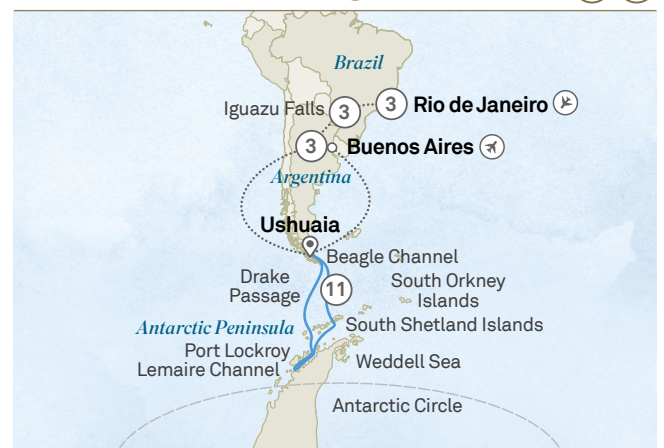 Brazil
Iguazu Falls
3
3
Rio de Janeiro
3
Buenos Aires
Argentina
Ushuaia
Beagle Channel
Drake
Passage
11
South Orkney
Islands
Antarctic Peninsula
South Shetland Islands
Port Lockroy
Lemaire Channel
Weddell Sea
Antarctic Circle